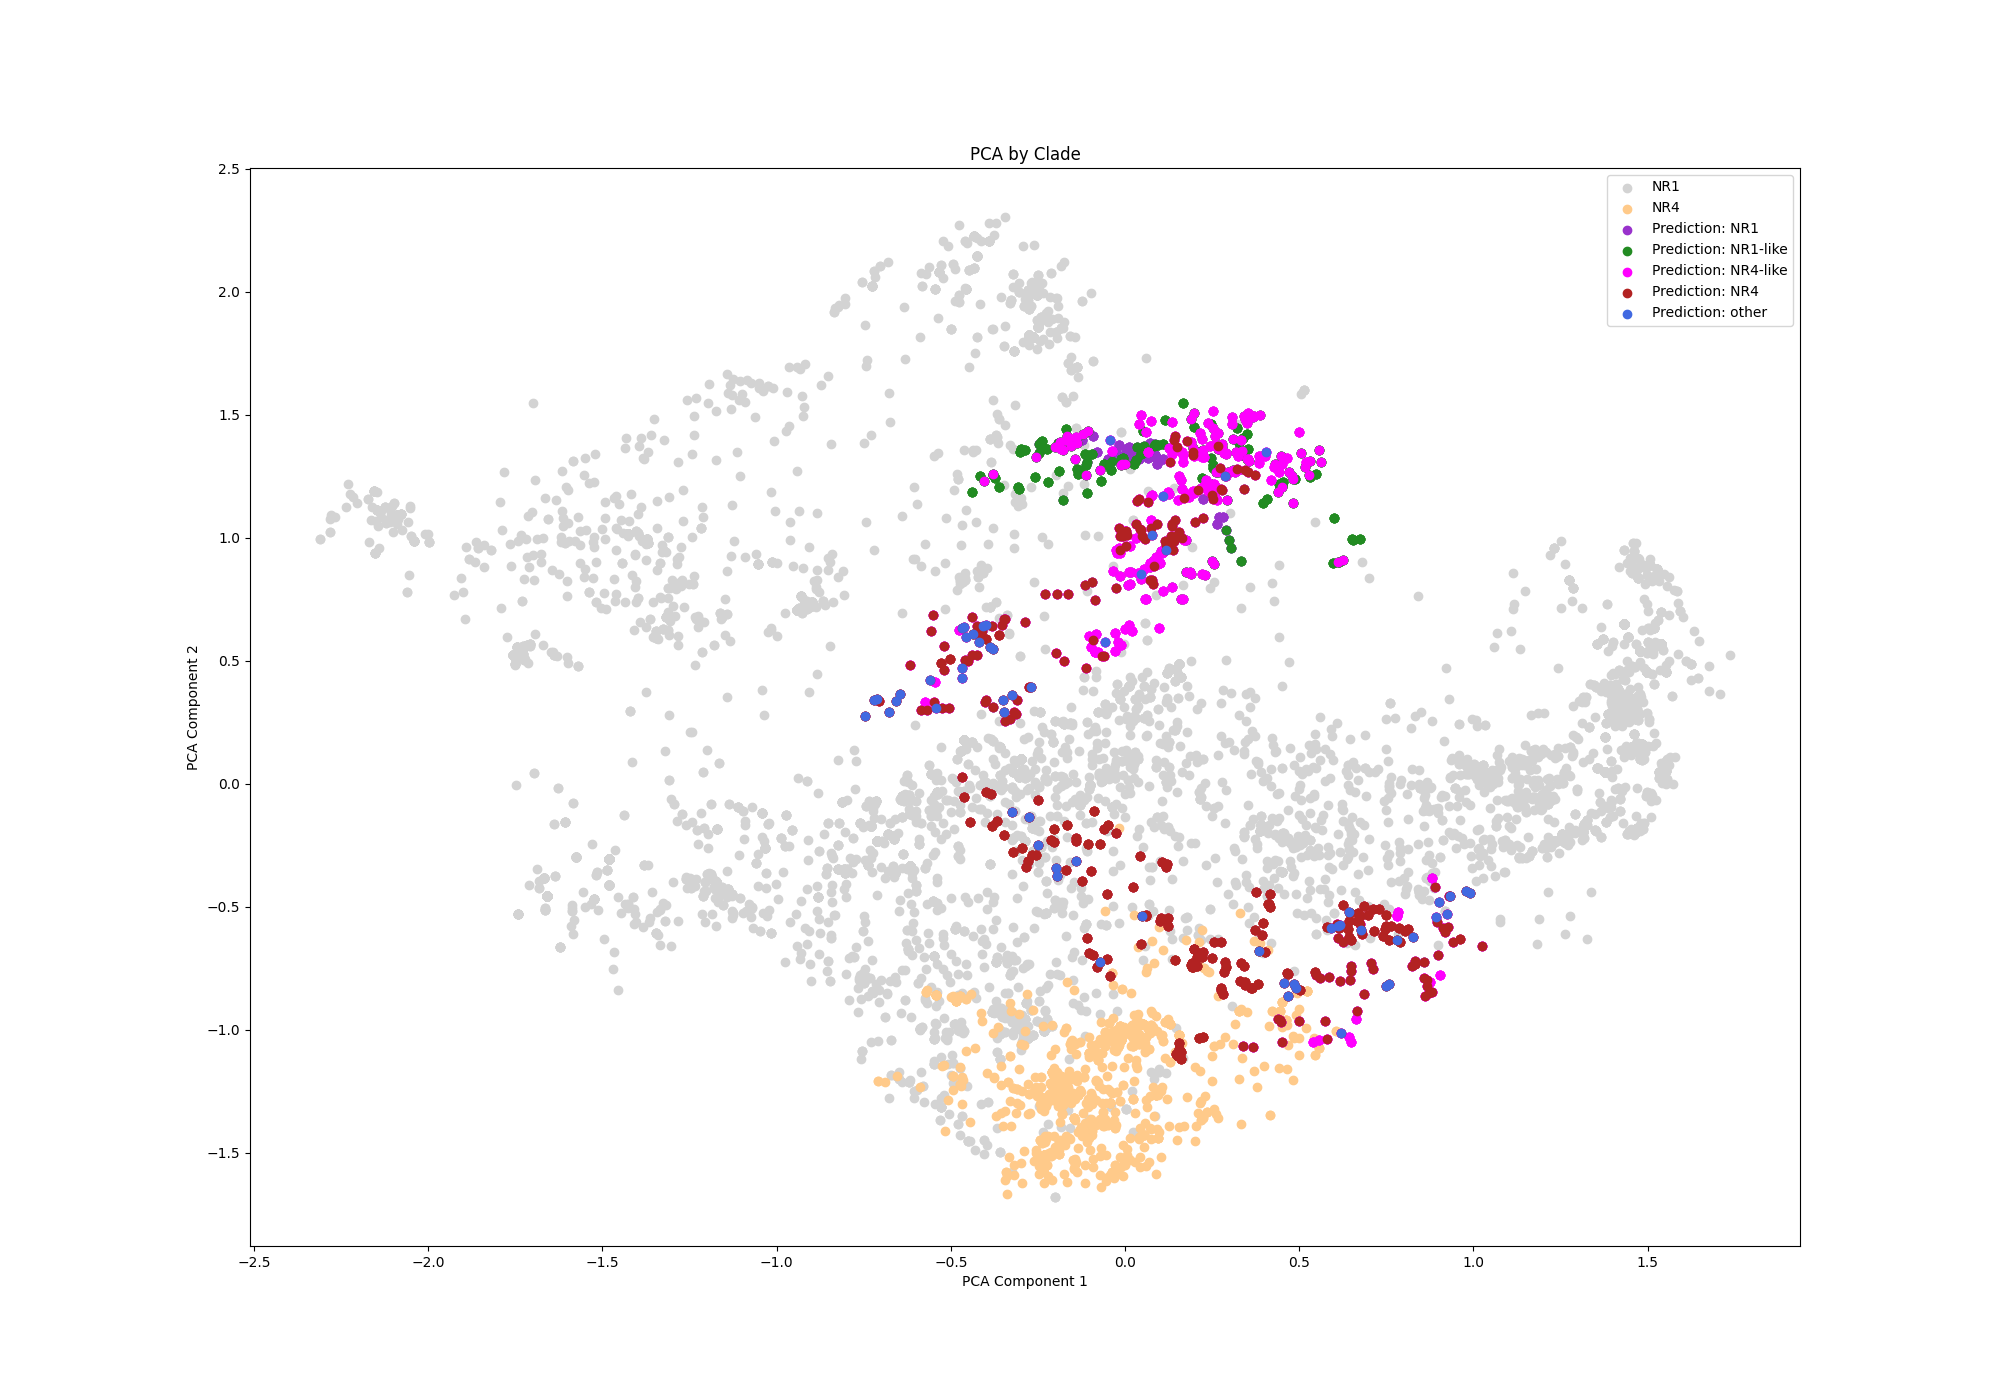 PCA by Clade
NR1
NR4
Prediction: NR1
Prediction: NR1-like
Prediction: NR4-like
Prediction: NR4
Prediction: other
2.5
2.0
1.5
1.0
0.5
0.0
−0.5
−1.0
−1.5
PCA Component 2
−2.5
−2.0
−1.5
−1.0
−0.5
0.0
0.5
1.0
1.5
PCA Component 1